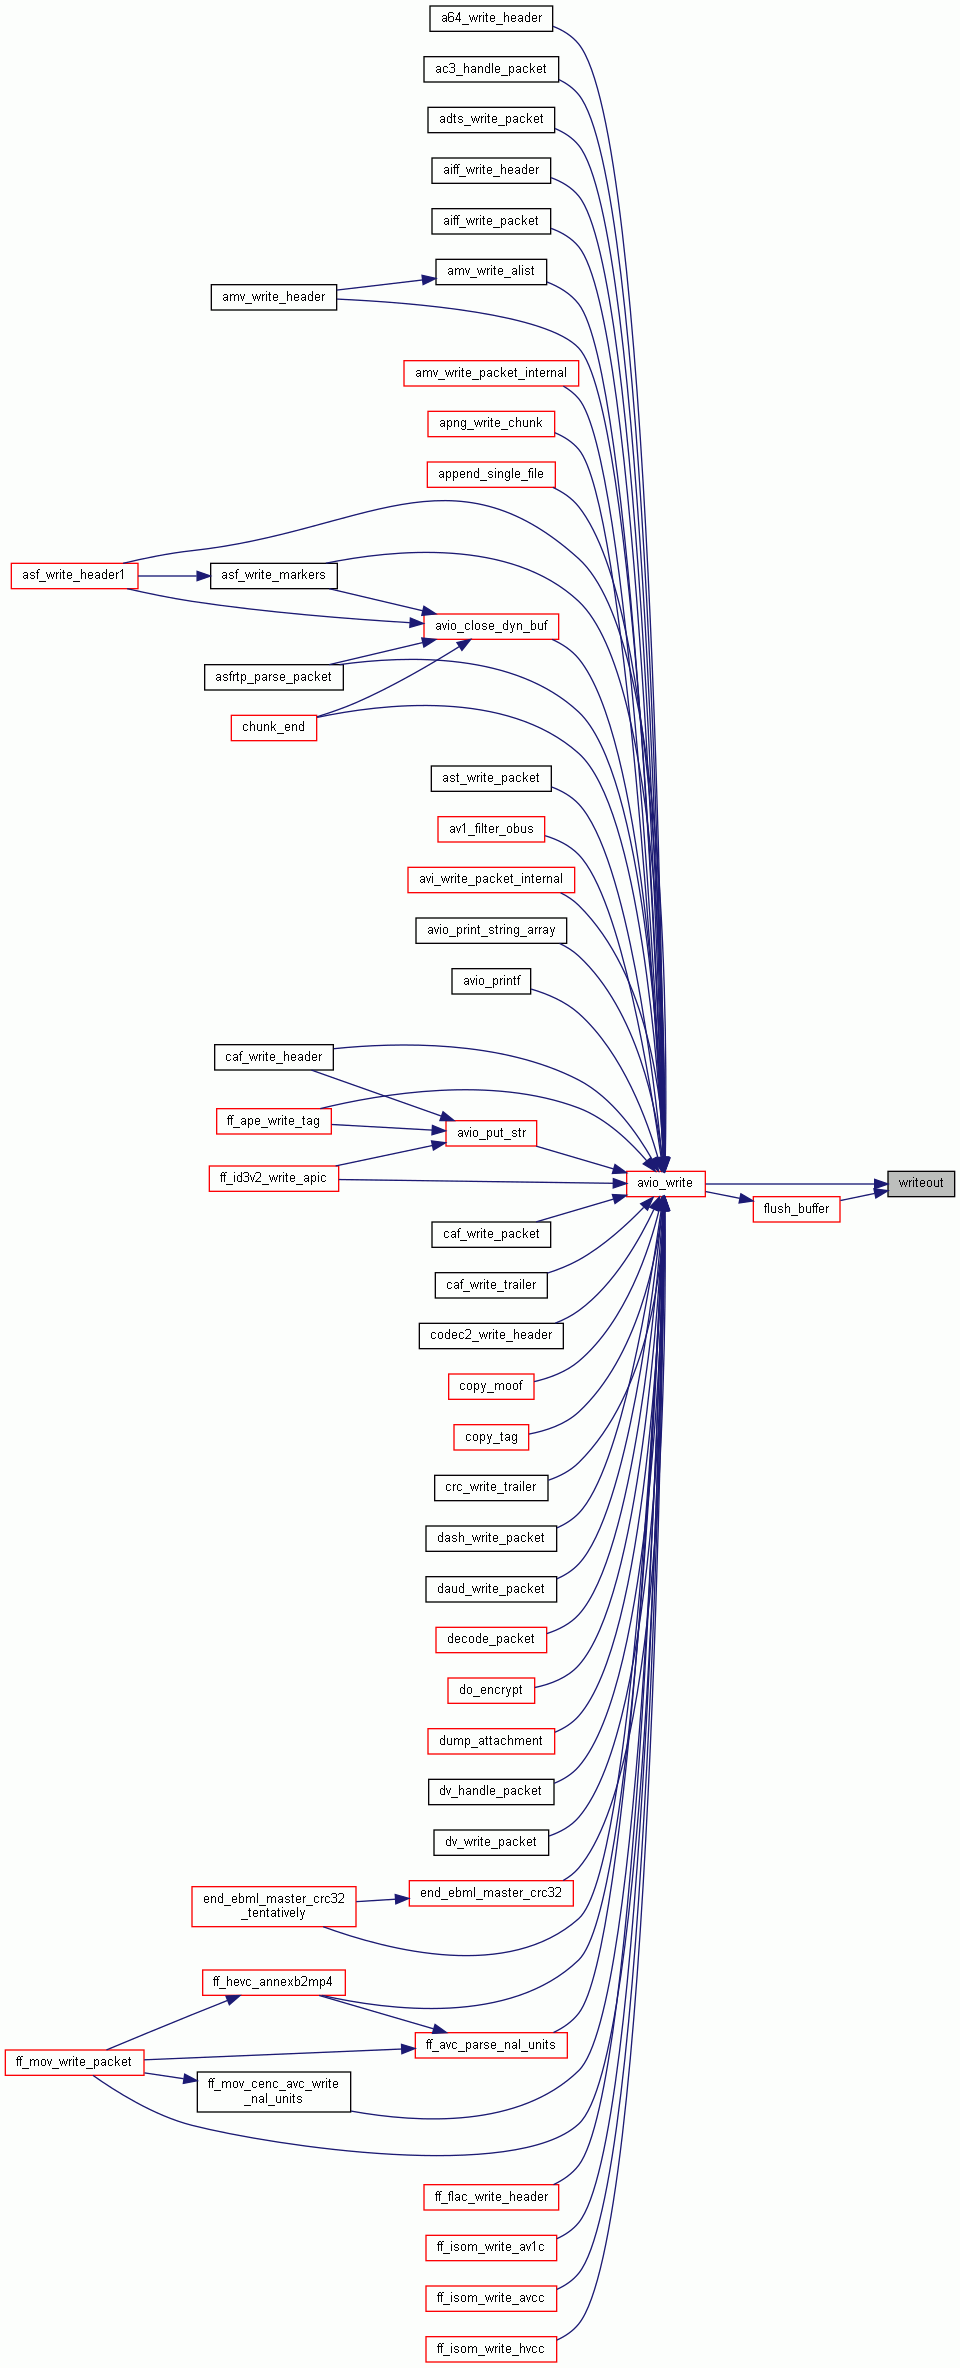 a64_write_header
ac3_handle_packet
adts_write_packet
aiff_write_header
aiff_write_packet
amv_write_alist
amv_write_header
amv_write_packet_internal
apng_write_chunk
append_single_file
asf_write_header1
asf_write_markers
avio_close_dyn_buf
asfrtp_parse_packet
chunk_end
ast_write_packet
av1_filter_obus
avi_write_packet_internal
avio_print_string_array
avio_printf
caf_write_header
ff_ape_write_tag
avio_put_str
ff_id3v2_write_apic
avio_write
writeout
flush_buffer
caf_write_packet
caf_write_trailer
codec2_write_header
copy_moof
copy_tag
crc_write_trailer
dash_write_packet
daud_write_packet
decode_packet
do_encrypt
dump_attachment
dv_handle_packet
dv_write_packet
end_ebml_master_crc32
end_ebml_master_crc32
_tentatively
ff_hevc_annexb2mp4
ff_avc_parse_nal_units
ff_mov_write_packet
ff_mov_cenc_avc_write
_nal_units
ff_flac_write_header
ff_isom_write_av1c
ff_isom_write_avcc
ff_isom_write_hvcc